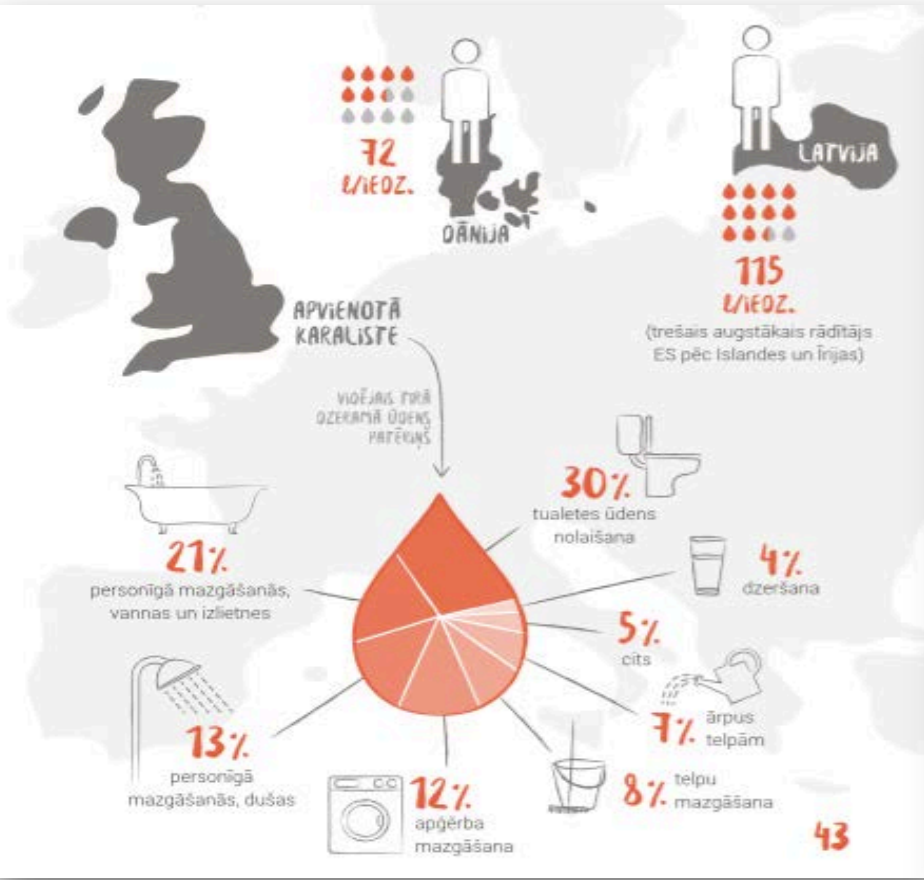 72
ℓ/IEDZ.
DĀNIJA
LATVIJA
115
ℓ/IEDZ.
(trešais augstākais rādītājs
ES pēc Islandes un Īrijas)
APVIENOTĀ
KARALISTE
VIDĒJAIS TĪRĀ
DZERAMĀ ŪDENS
PATĒRIŅŠ
30%
tualetes ūdens
nolaišana
21%
personīgā mazgāšanās,
vannas un izlietnes
4%
dzeršana
5%
cits
13%
personīgā
mazgāšanās, dušas
7% ārpus
telpām
12%
apģērba
mazgāšana
8% telpu
mazgāšana
43